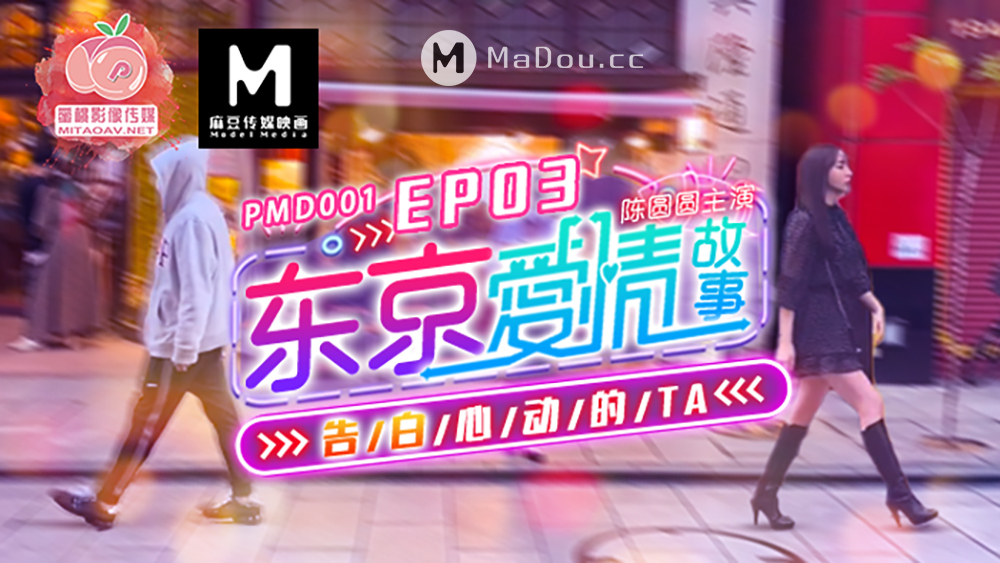 MaDou.cc
蜜桃影像传媒
MITAOAV.NET
麻豆传媒映画
Model Media
PMD001 EP03
陈圆圆主演
东京爱情故事
>>> 告/白/心/动/的/TA <<<